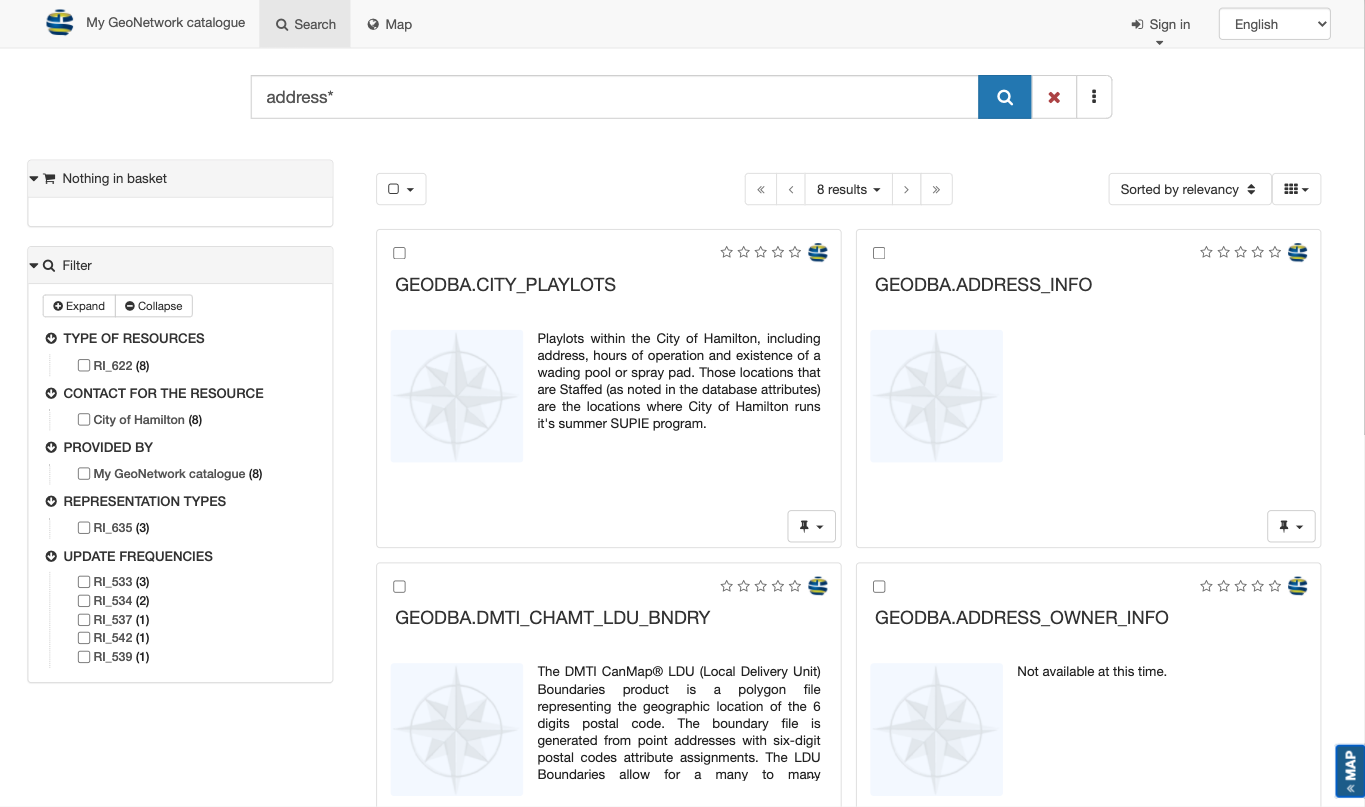 My GeoNetwork catalogue
Search
Map
Sign in
English
address*
Nothing in basket
8 results
Sorted by relevancy
Filter
Expand
Collapse
TYPE OF RESOURCES
RI_622 (8)
CONTACT FOR THE RESOURCE
City of Hamilton (8)
PROVIDED BY
My GeoNetwork catalogue (8)
REPRESENTATION TYPES
RI_635 (3)
UPDATE FREQUENCIES
RI_533 (3)
RI_534 (2)
RI_537 (1)
RI_542 (1)
RI_539 (1)
GEODBA.CITY_PLAYLOTS
Playlots within the City of Hamilton, including
address, hours of operation and existence of a
wading pool or spray pad. Those locations that
are Staffed (as noted in the database attributes)
are the locations where City of Hamilton runs
it's summer SUPIE program.
GEODBA.ADDRESS_INFO
GEODBA.DMTI_CHAMT_LDU_BNDRY
The DMTI CanMap® LDU (Local Delivery Unit)
Boundaries product is a polygon file
representing the geographic location of the 6
digits postal code. The boundary file is
generated from point addresses with six-digit
postal codes attribute assignments. The LDU
Boundaries allow for a many to many
GEODBA.ADDRESS_OWNER_INFO
Not available at this time.
« MAP